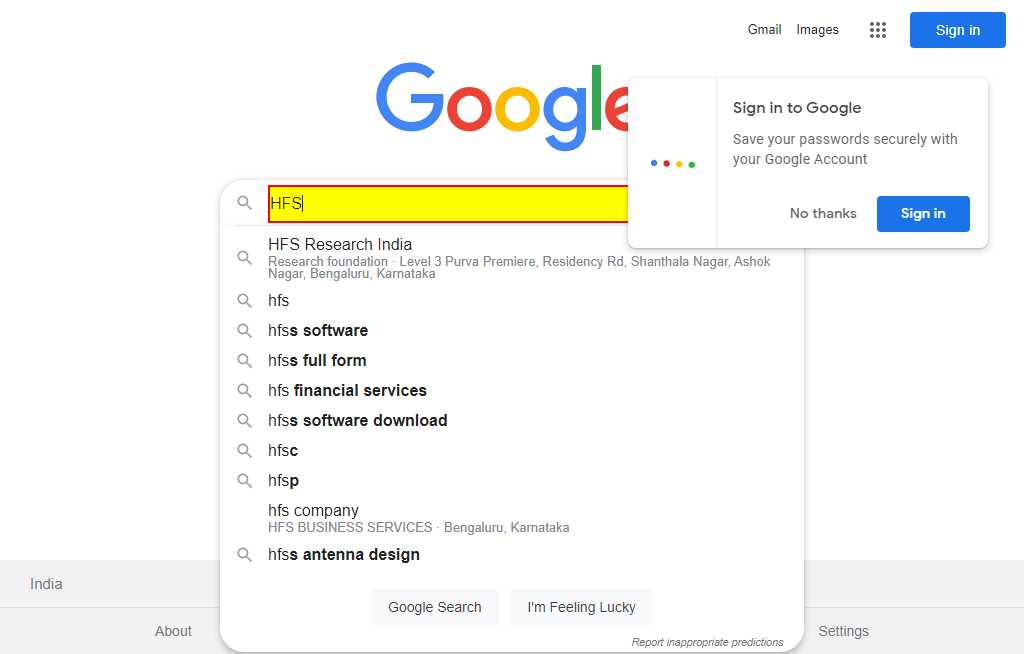 Gmail Images Sign in
Google
Sign in to Google
Save your passwords securely with
your Google Account
No thanks Sign in
HFS
HFS Research India
Research foundation · Level 3 Purva Premiere, Residency Rd, Shanthala Nagar, Ashok
Nagar, Bengaluru, Karnataka
hfs
hfss software
hfss full form
hfs financial services
hfss software download
hfsc
hfsp
hfs company
HFS BUSINESS SERVICES · Bengaluru, Karnataka
hfss antenna design
India
Google Search I'm Feeling Lucky
About Settings
Report inappropriate predictions